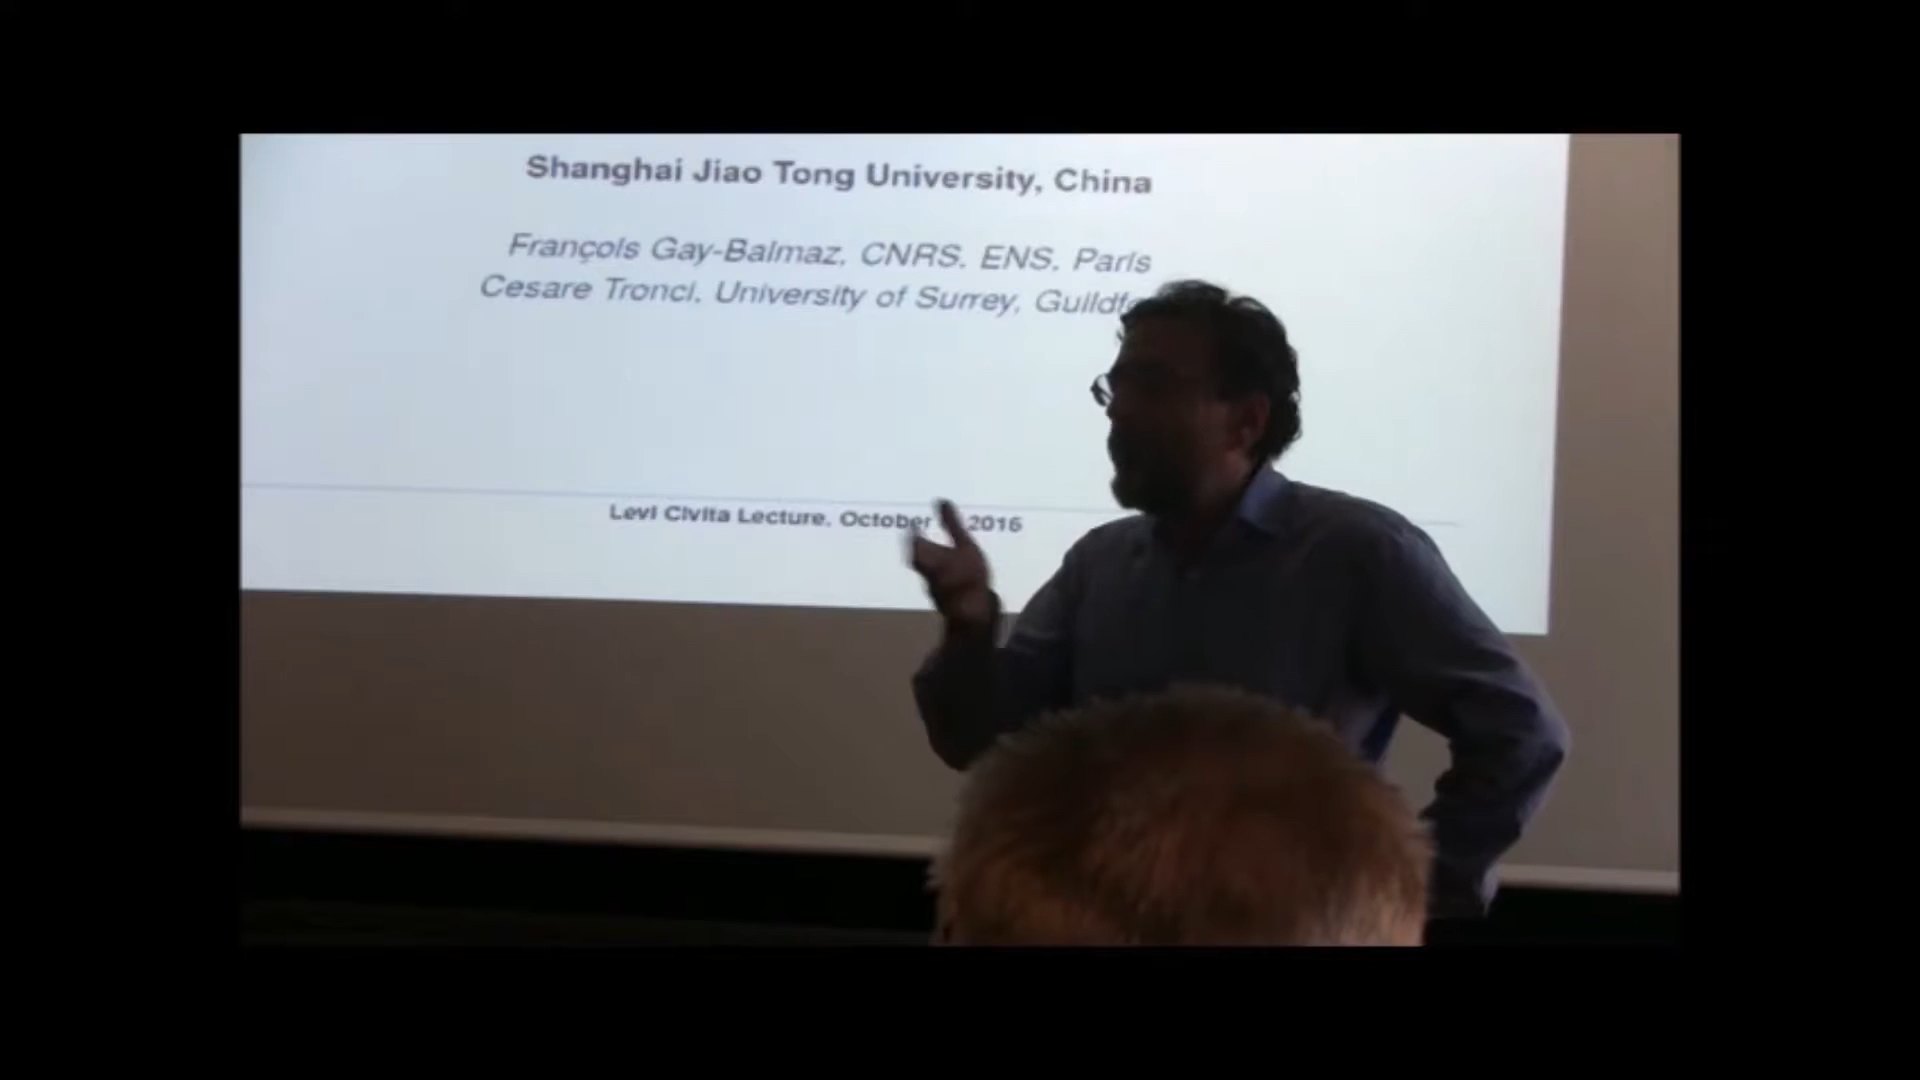 Shanghai Jiao Tong University, China
François Gay-Balmaz, CNRS, ENS, Paris
Cesare Tronci, University of Surrey,
Levi Civita Lecture, October 2016